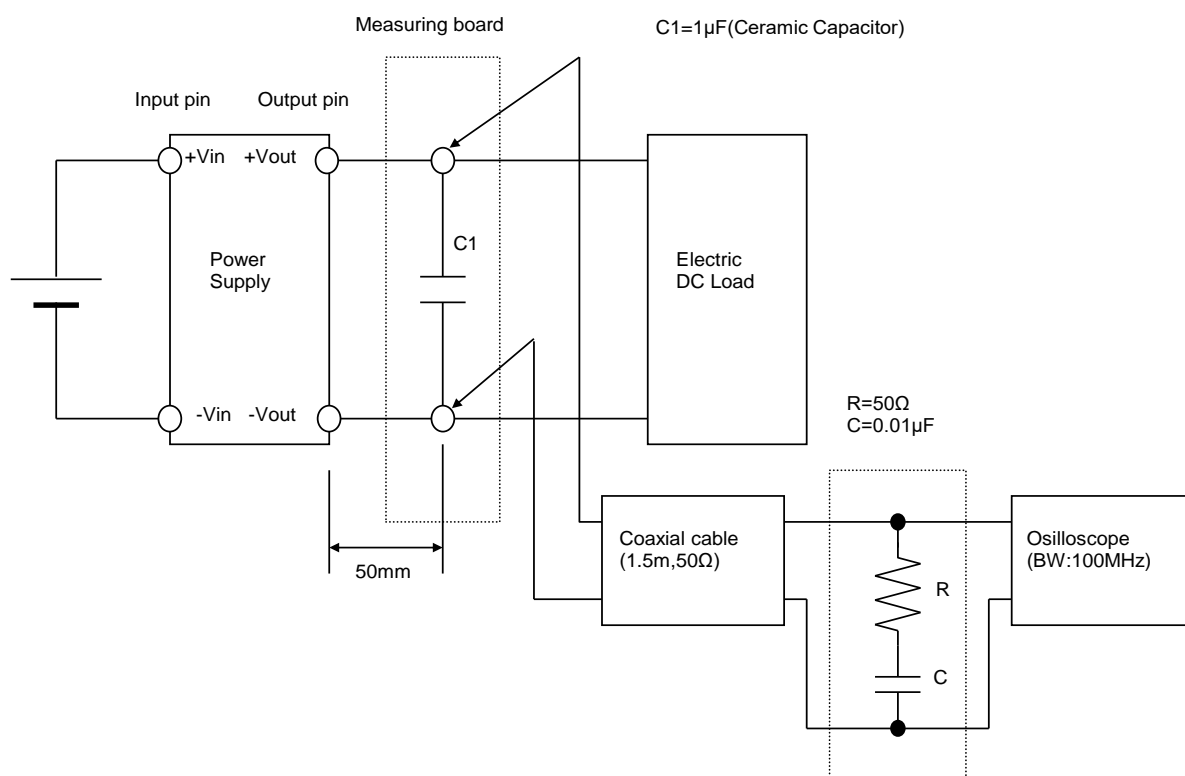 Measuring board
C1=1µF(Ceramic Capacitor)
Input pin
Output pin
+Vin
+Vout
C1
Power
Supply
Electric
DC Load
-Vin
-Vout
R=50Ω
C=0.01µF
50mm
Coaxial cable
(1.5m,50Ω)
R
C
Osilloscope
(BW:100MHz)